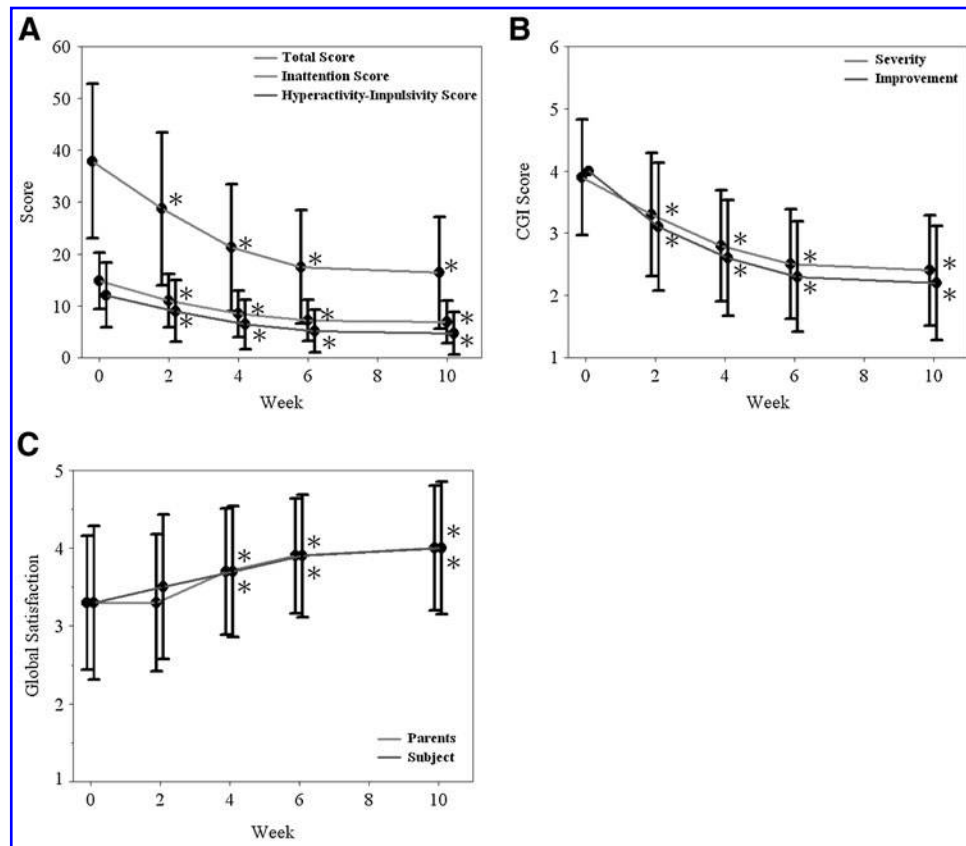 A
60
50
40
30
20
10
0
Score
0 2 4 6 8 10
Week
Total Score
Inattention Score
Hyperactivity-Impulsivity Score
*
*
*
*
*
*
*
*
*
*
*
*
B
6
5
4
3
2
1
CGI Score
0 2 4 6 8 10
Week
Severity
Improvement
*
*
*
*
*
*
*
*
C
5
4
3
2
1
Global Satisfaction
0 2 4 6 8 10
Week
Parents
Subject
*
*
*
*
*
*